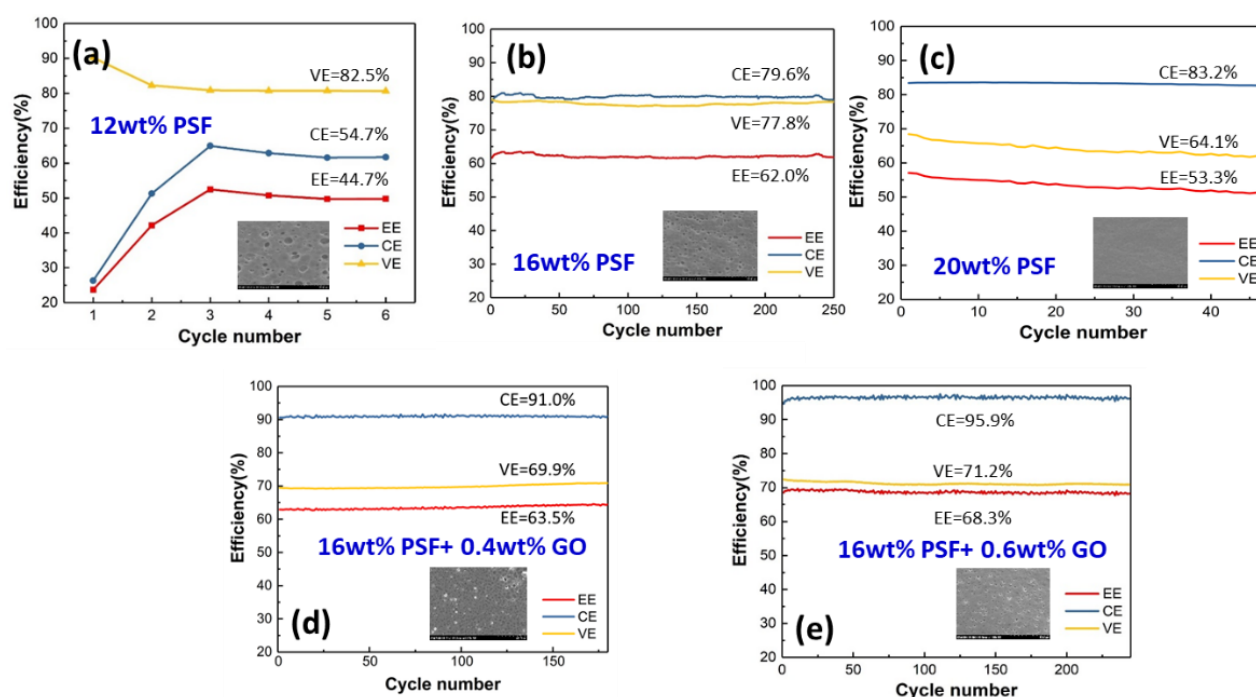 (a)
100
90
80
70
60
50
40
30
20
Efficiency(%)
VE=82.5%
12wt% PSF
CE=54.7%
EE=44.7%
EE
CE
VE
1 2 3 4 5 6
Cycle number
(b)
100
90
80
70
60
50
40
30
20
Efficiency(%)
CE=79.6%
VE=77.8%
EE=62.0%
16wt% PSF
EE
CE
VE
0 50 100 150 200 250
Cycle number
(c)
100
90
80
70
60
50
40
30
20
Efficiency(%)
CE=83.2%
VE=64.1%
EE=53.3%
20wt% PSF
EE
CE
VE
0 10 20 30 40
Cycle number
(d)
100
90
80
70
60
50
40
30
20
Efficiency(%)
CE=91.0%
VE=69.9%
EE=63.5%
16wt% PSF+ 0.4wt% GO
EE
CE
VE
0 50 100 150
Cycle number
(e)
100
90
80
70
60
50
40
30
20
Efficiency(%)
CE=95.9%
VE=71.2%
EE=68.3%
16wt% PSF+ 0.6wt% GO
EE
CE
VE
0 50 100 150 200
Cycle number